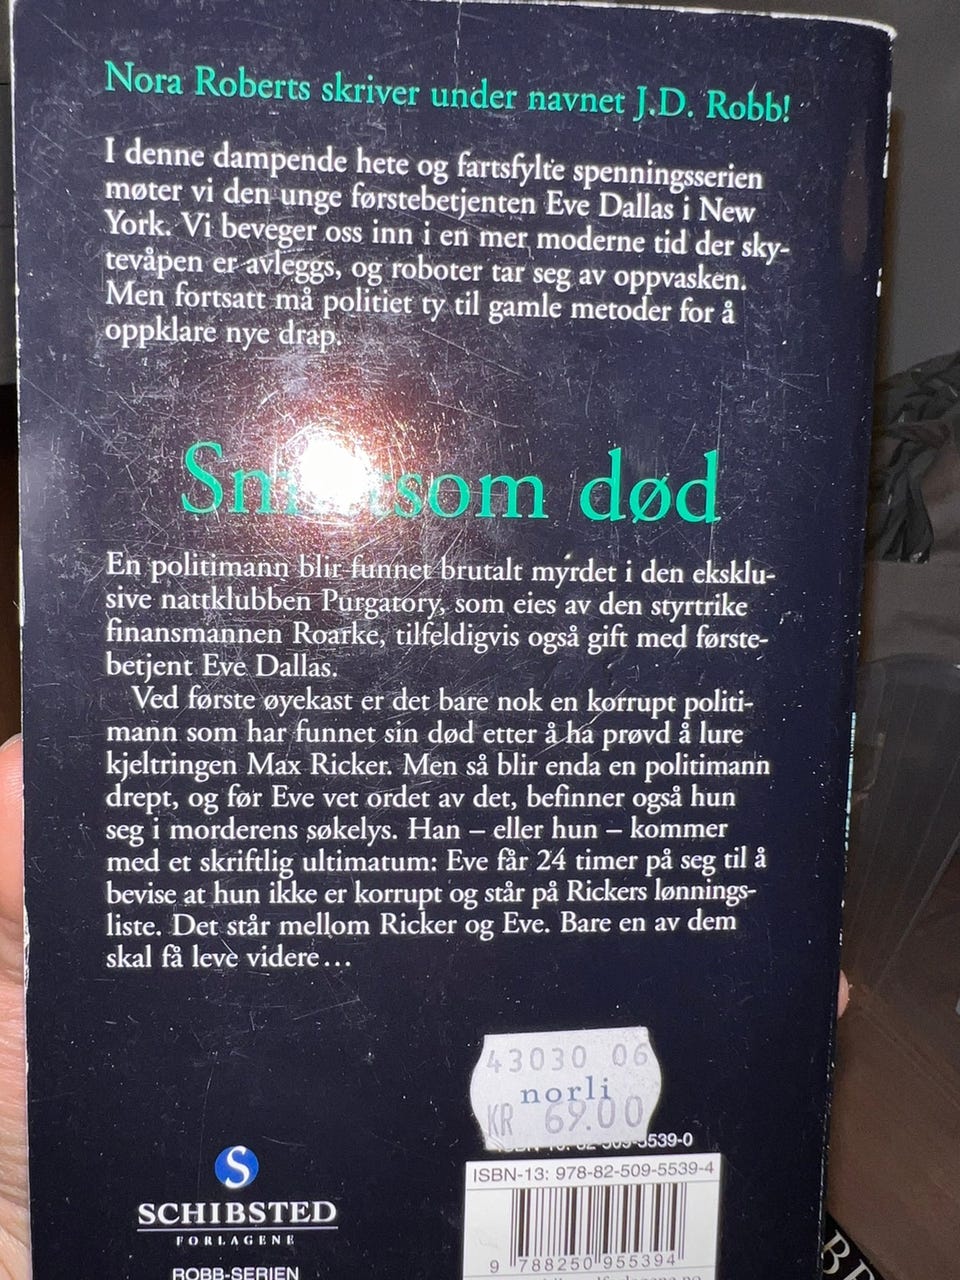 Nora Roberts skriver under navnet J.D. Robb!
I denne dampende hete og fartsfylte spenningsserien
møter vi den unge førstebetjenten Eve Dallas i New
York. Vi beveger oss inn i en mer moderne tid der sky-
tevåpen er avleggs, og roboter tar seg av oppvasken.
Men fortsatt må politiet ty til gamle metoder for å
oppklare nye drap.
død
En politimann blir funnet brutalt myrdet i den eksklu-
sive nattklubben Purgatory, som eies av den styrtrike
finansmannen Roarke, tilfeldigvis også gift med første-
betjent Eve Dallas.
Ved første øyekast er det bare nok en korrupt politi-
mann som har funnet sin død etter å ha prøvd å lure
kjeltringen Max Ricker. Men så blir enda en politimann
drept, og før Eve vet ordet av det, befinner også hun
seg i morderens søkelys. Han – eller hun – kommer
med et skriftlig ultimatum: Eve får 24 timer på seg til å
bevise at hun ikke er korrupt og står på Rickers lønnings-
liste. Det står mellom Ricker og Eve. Bare en av dem
skal få leve videre…
43030 06
norli
KR 69.00
ISBN-13: 978-82-509-5539-4
9 788250 955394
S
SCHIBSTED
FORLAGENE
ROBB-SERIEN